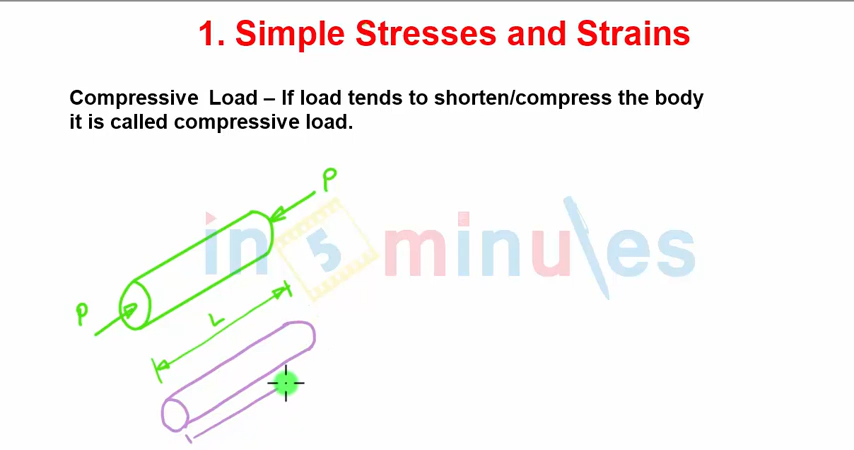 1. Simple Stresses and Strains
Compressive Load – If load tends to shorten/compress the body
it is called compressive load.
P
in 5 minutes
P
L